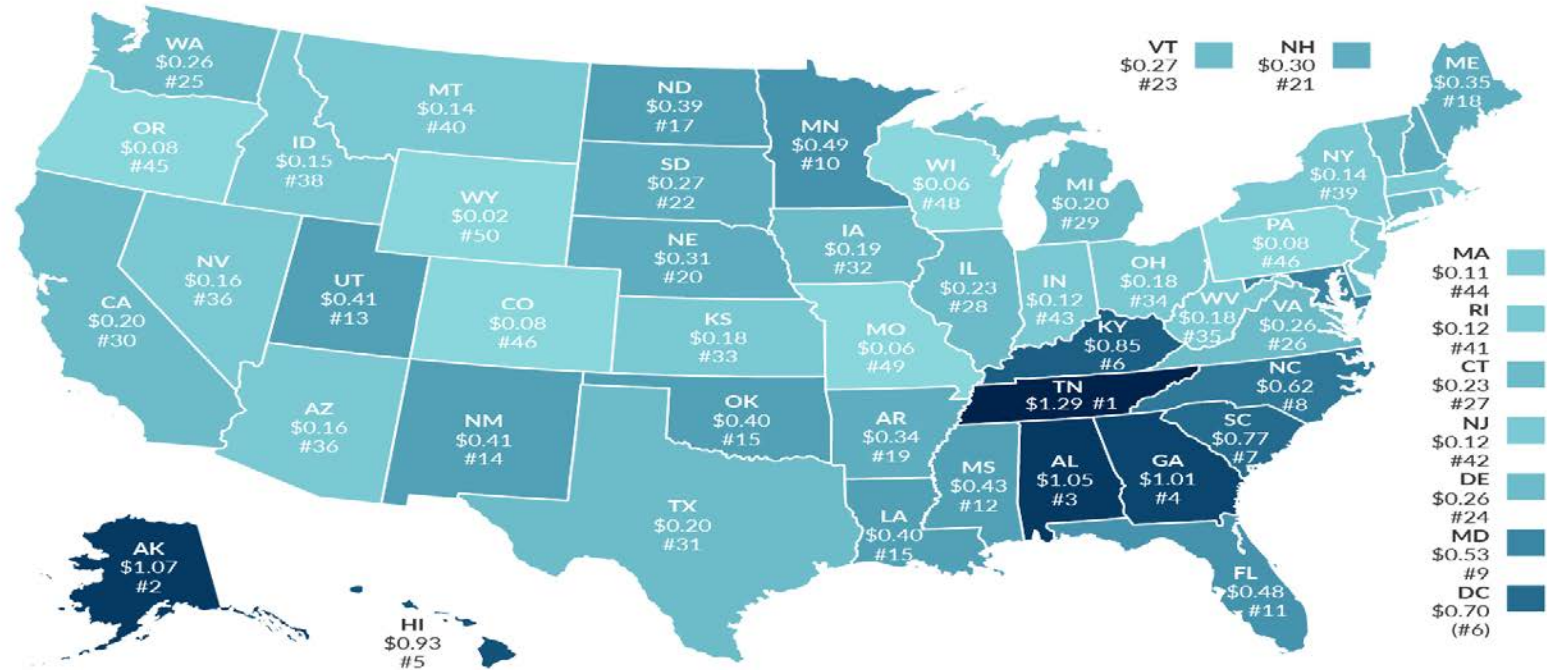 WA
$0.26
#25
OR
$0.08
#45
CA
$0.20
#30
ID
$0.15
#38
NV
$0.16
#36
MT
$0.14
#40
WY
$0.02
#50
UT
$0.41
#13
AZ
$0.16
#36
CO
$0.08
#46
NM
$0.41
#14
ND
$0.39
#17
SD
$0.27
#22
NE
$0.31
#20
KS
$0.18
#33
OK
$0.40
#15
TX
$0.20
#31
MN
$0.49
#10
IA
$0.19
#32
MO
$0.06
#49
AR
$0.34
#19
LA
$0.40
#15
WI
$0.06
#48
IL
$0.23
#28
MI
$0.20
#29
IN
$0.12
#43
OH
$0.18
#34
KY
$0.85
#6
TN
$1.29 #1
MS
$0.43
#12
AL
$1.05
#3
GA
$1.01
#4
FL
$0.48
#11
SC
$0.77
#7
NC
$0.62
#8
VA
$0.26
#26
WV
$0.18
#35
PA
$0.08
#46
NY
$0.14
#39
ME
$0.35
#18
VT
$0.27
#23
NH
$0.30
#21
MA
$0.11
#44
RI
$0.12
#41
CT
$0.23
#27
NJ
$0.12
#42
DE
$0.26
#24
MD
$0.53
#9
DC
$0.70
(#6)
AK
$1.07
#2
HI
$0.93
#5